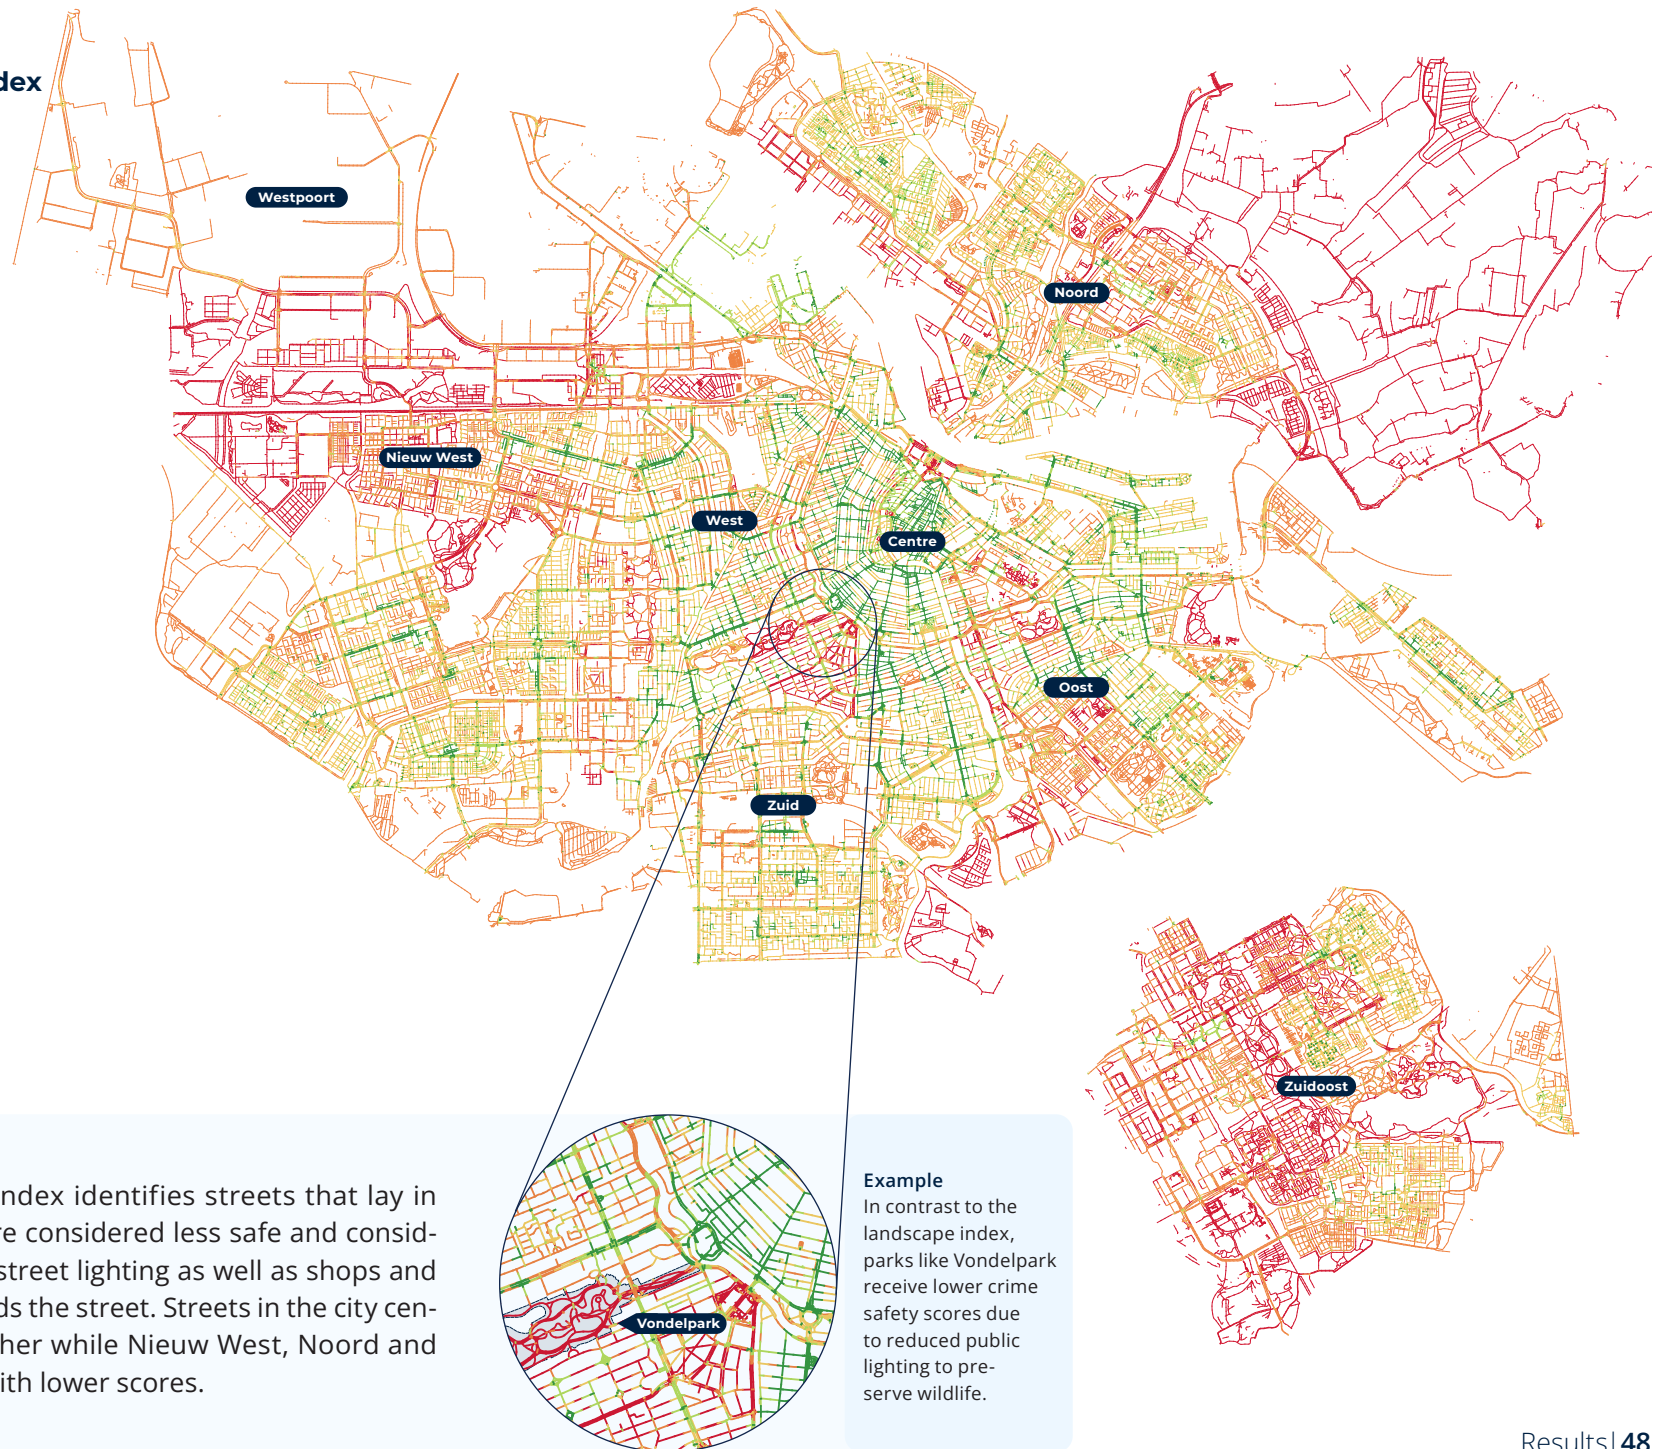 dex
Westpoort
Noord
Nieuw West
West
Centre
Oost
Zuid
Zuidoost
ndex identifies streets that lay in
re considered less safe and consid-
street lighting as well as shops and
ds the street. Streets in the city cen-
her while Nieuw West, Noord and
ith lower scores.
Vondelpark
Example
In contrast to the
landscape index,
parks like Vondelpark
receive lower crime
safety scores due
to reduced public
lighting to pre-
serve wildlife.
Results| 48